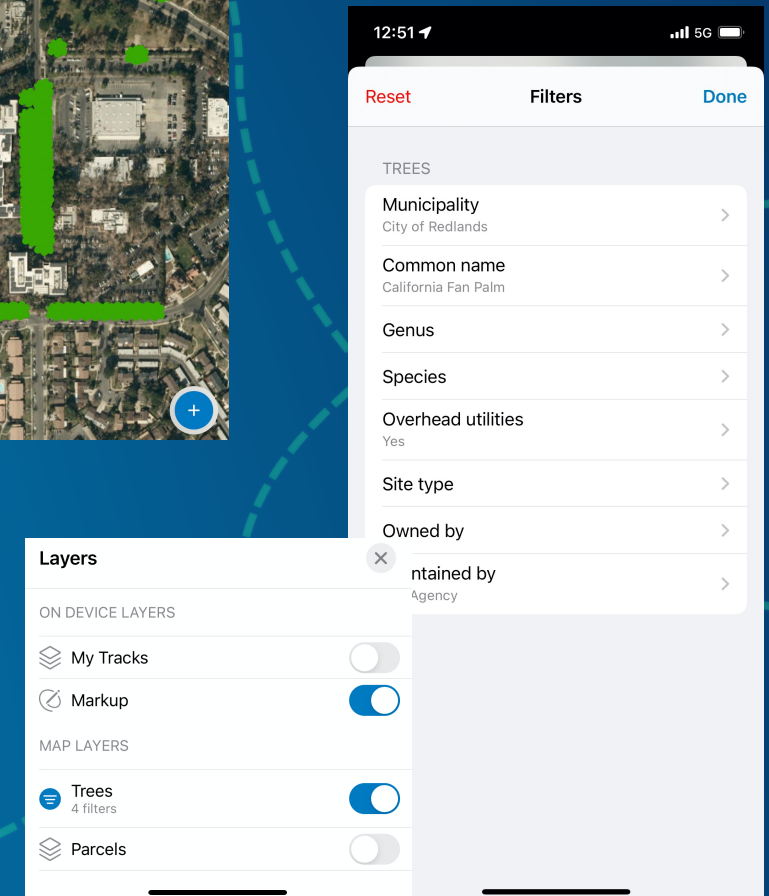 12:51
5G
Reset
Filters
Done
TREES
Municipality
City of Redlands
Common name
California Fan Palm
Genus
Species
Overhead utilities
Yes
Site type
Owned by
ntained by
Agency
Layers
ON DEVICE LAYERS
My Tracks
Markup
MAP LAYERS
Trees
4 filters
Parcels